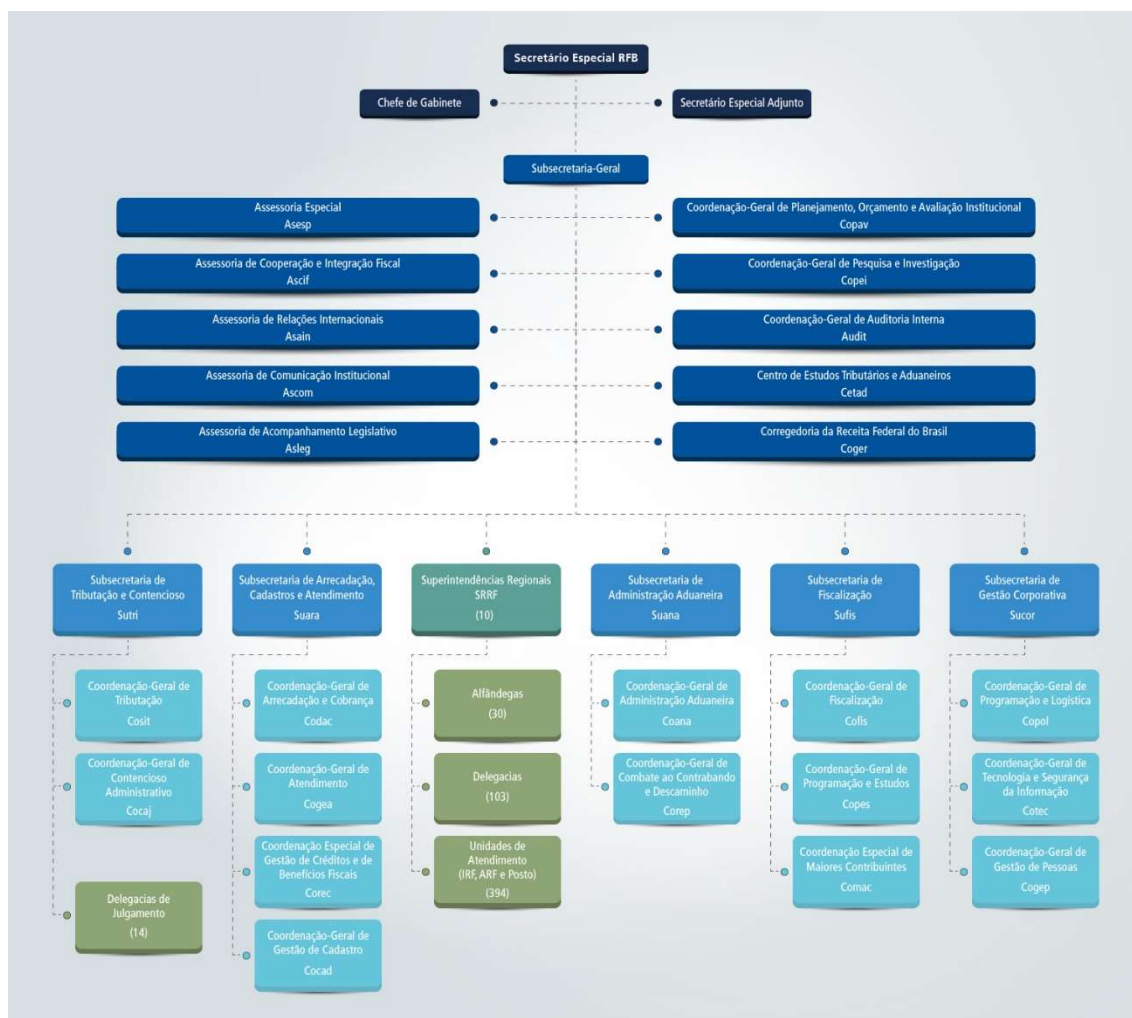 Secretário Especial RFB
Chefe de Gabinete
Secretário Especial Adjunto
Subsecretaria-Geral
Assessoria Especial
Asesp
Coordenação-Geral de Planejamento, Orçamento e Avaliação Institucional
Copav
Assessoria de Cooperação e Integração Fiscal
Ascif
Coordenação-Geral de Pesquisa e Investigação
Copei
Assessoria de Relações Internacionais
Asain
Coordenação-Geral de Auditoria Interna
Audit
Assessoria de Comunicação Institucional
Ascom
Centro de Estudos Tributários e Aduaneiros
Cetad
Assessoria de Acompanhamento Legislativo
Asleg
Corregedoria da Receita Federal do Brasil
Coger
Subsecretaria de
Tributação e Contencioso
Sutri
Subsecretaria de Arrecadação,
Cadastros e Atendimento
Suara
Superintendências Regionais
SRRF
(10)
Subsecretaria de
Administração Aduaneira
Suana
Subsecretaria de
Fiscalização
Sufis
Subsecretaria de
Gestão Corporativa
Sucor
Coordenação-Geral de
Tributação
Cosit
Coordenação-Geral de
Contencioso
Administrativo
Cocaj
Delegacias de
Julgamento
(14)
Coordenação-Geral de
Arrecadação e Cobrança
Codac
Coordenação-Geral de
Atendimento
Cogea
Coordenação Especial de
Gestão de Créditos e de
Benefícios Fiscais
Corec
Coordenação-Geral de
Gestão de Cadastro
Cocad
Alfândegas
(30)
Delegacias
(103)
Unidades de
Atendimento
(IRF, ARF e Posto)
(394)
Coordenação-Geral de
Administração Aduaneira
Coana
Coordenação-Geral de
Combate ao Contrabando
e Descaminho
Corep
Coordenação-Geral de
Fiscalização
Cofis
Coordenação-Geral de
Programação e Estudos
Copes
Coordenação Especial de
Maiores Contribuintes
Comac
Coordenação-Geral de
Programação e Logística
Copol
Coordenação-Geral de
Tecnologia e Segurança
da Informação
Cotec
Coordenação-Geral de
Gestão de Pessoas
Cogep